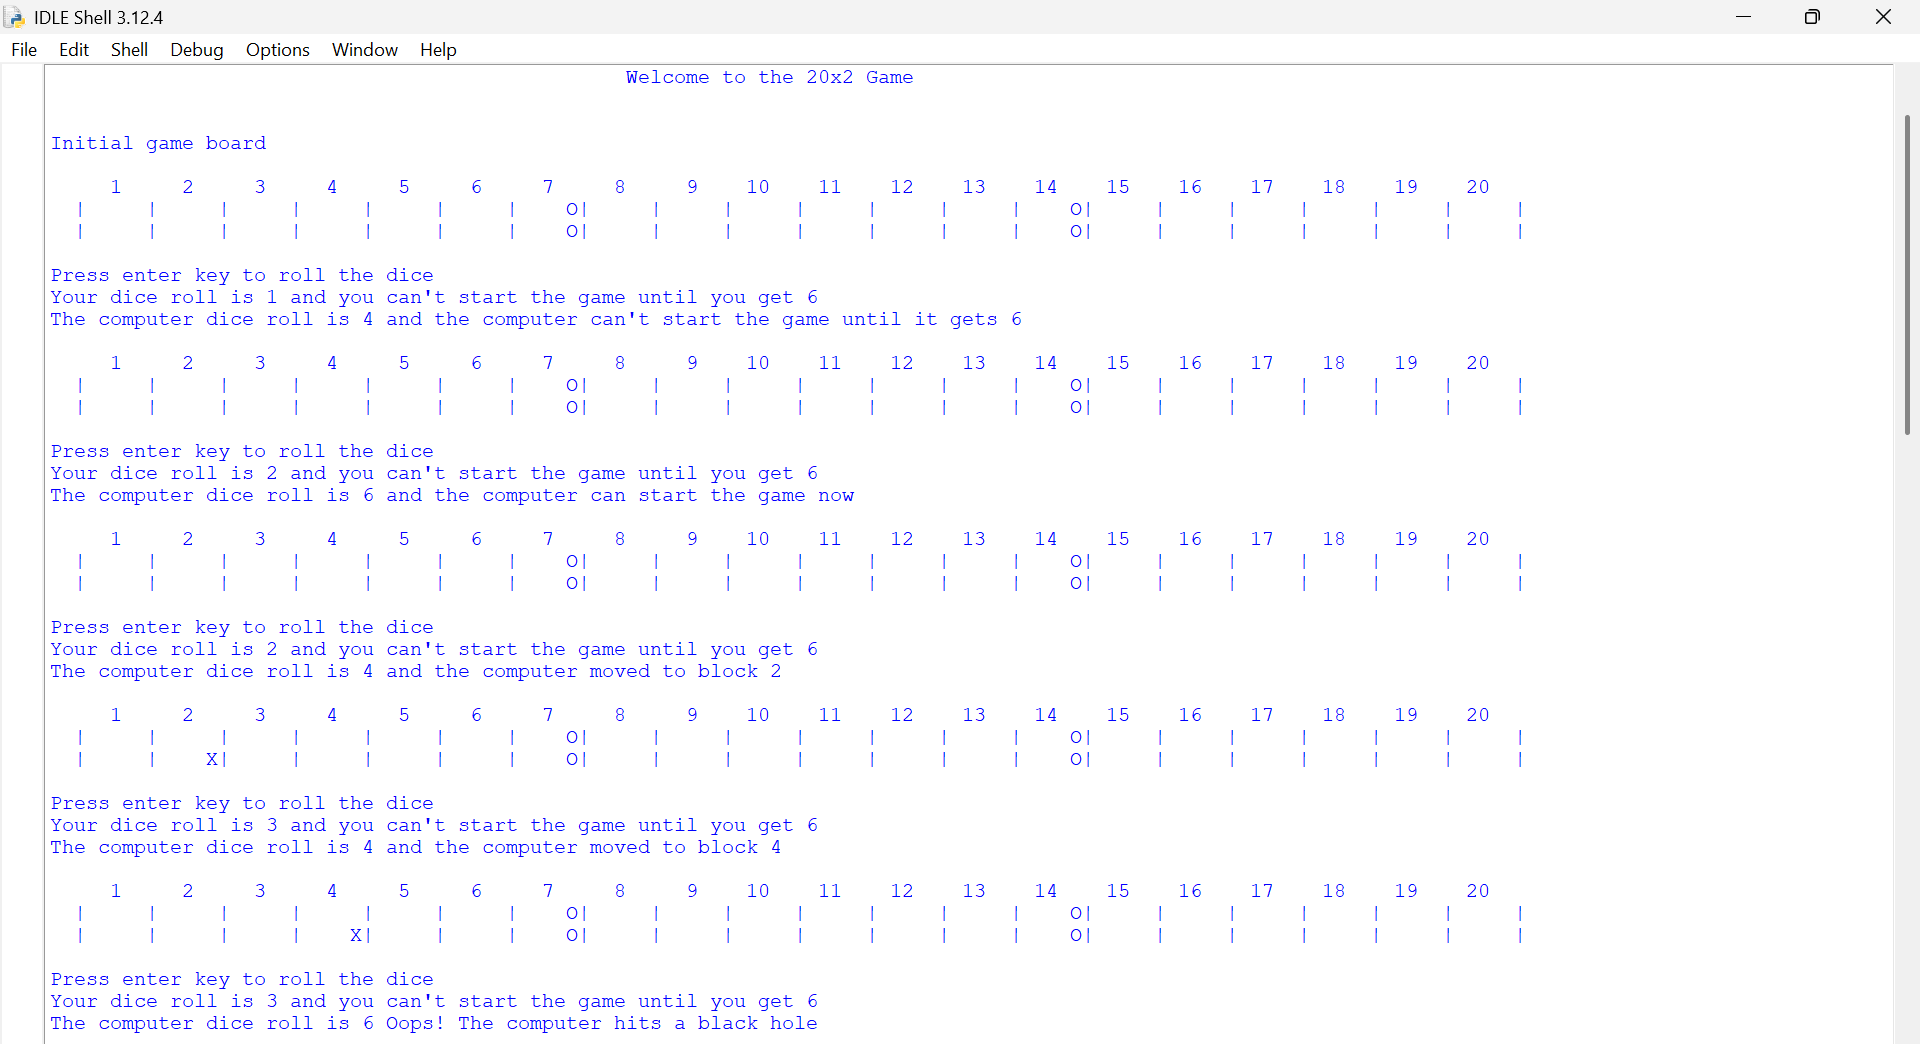 IDLE Shell 3.12.4
File Edit Shell Debug Options Window Help
Welcome to the 20x2 Game
Initial game board
1 2 3 4 5 6 7 8 9 10 11 12 13 14 15 16 17 18 19 20
| | | | | | | O| | | | | | | O| | | | | | |
| | | | | | | O| | | | | | | O| | | | | | |
Press enter key to roll the dice
Your dice roll is 1 and you can't start the game until you get 6
The computer dice roll is 4 and the computer can't start the game until it gets 6
1 2 3 4 5 6 7 8 9 10 11 12 13 14 15 16 17 18 19 20
| | | | | | | O| | | | | | | O| | | | | | |
| | | | | | | O| | | | | | | O| | | | | | |
Press enter key to roll the dice
Your dice roll is 2 and you can't start the game until you get 6
The computer dice roll is 6 and the computer can start the game now
1 2 3 4 5 6 7 8 9 10 11 12 13 14 15 16 17 18 19 20
| | | | | | | O| | | | | | | O| | | | | | |
| | | | | | | O| | | | | | | O| | | | | | |
Press enter key to roll the dice
Your dice roll is 2 and you can't start the game until you get 6
The computer dice roll is 4 and the computer moved to block 2
1 2 3 4 5 6 7 8 9 10 11 12 13 14 15 16 17 18 19 20
| | | | | | | O| | | | | | | O| | | | | | |
| | X| | | | | O| | | | | | | O| | | | | | |
Press enter key to roll the dice
Your dice roll is 3 and you can't start the game until you get 6
The computer dice roll is 4 and the computer moved to block 4
1 2 3 4 5 6 7 8 9 10 11 12 13 14 15 16 17 18 19 20
| | | | | | | O| | | | | | | O| | | | | | |
| | | | X| | | O| | | | | | | O| | | | | | |
Press enter key to roll the dice
Your dice roll is 3 and you can't start the game until you get 6
The computer dice roll is 6 Oops! The computer hits a black hole